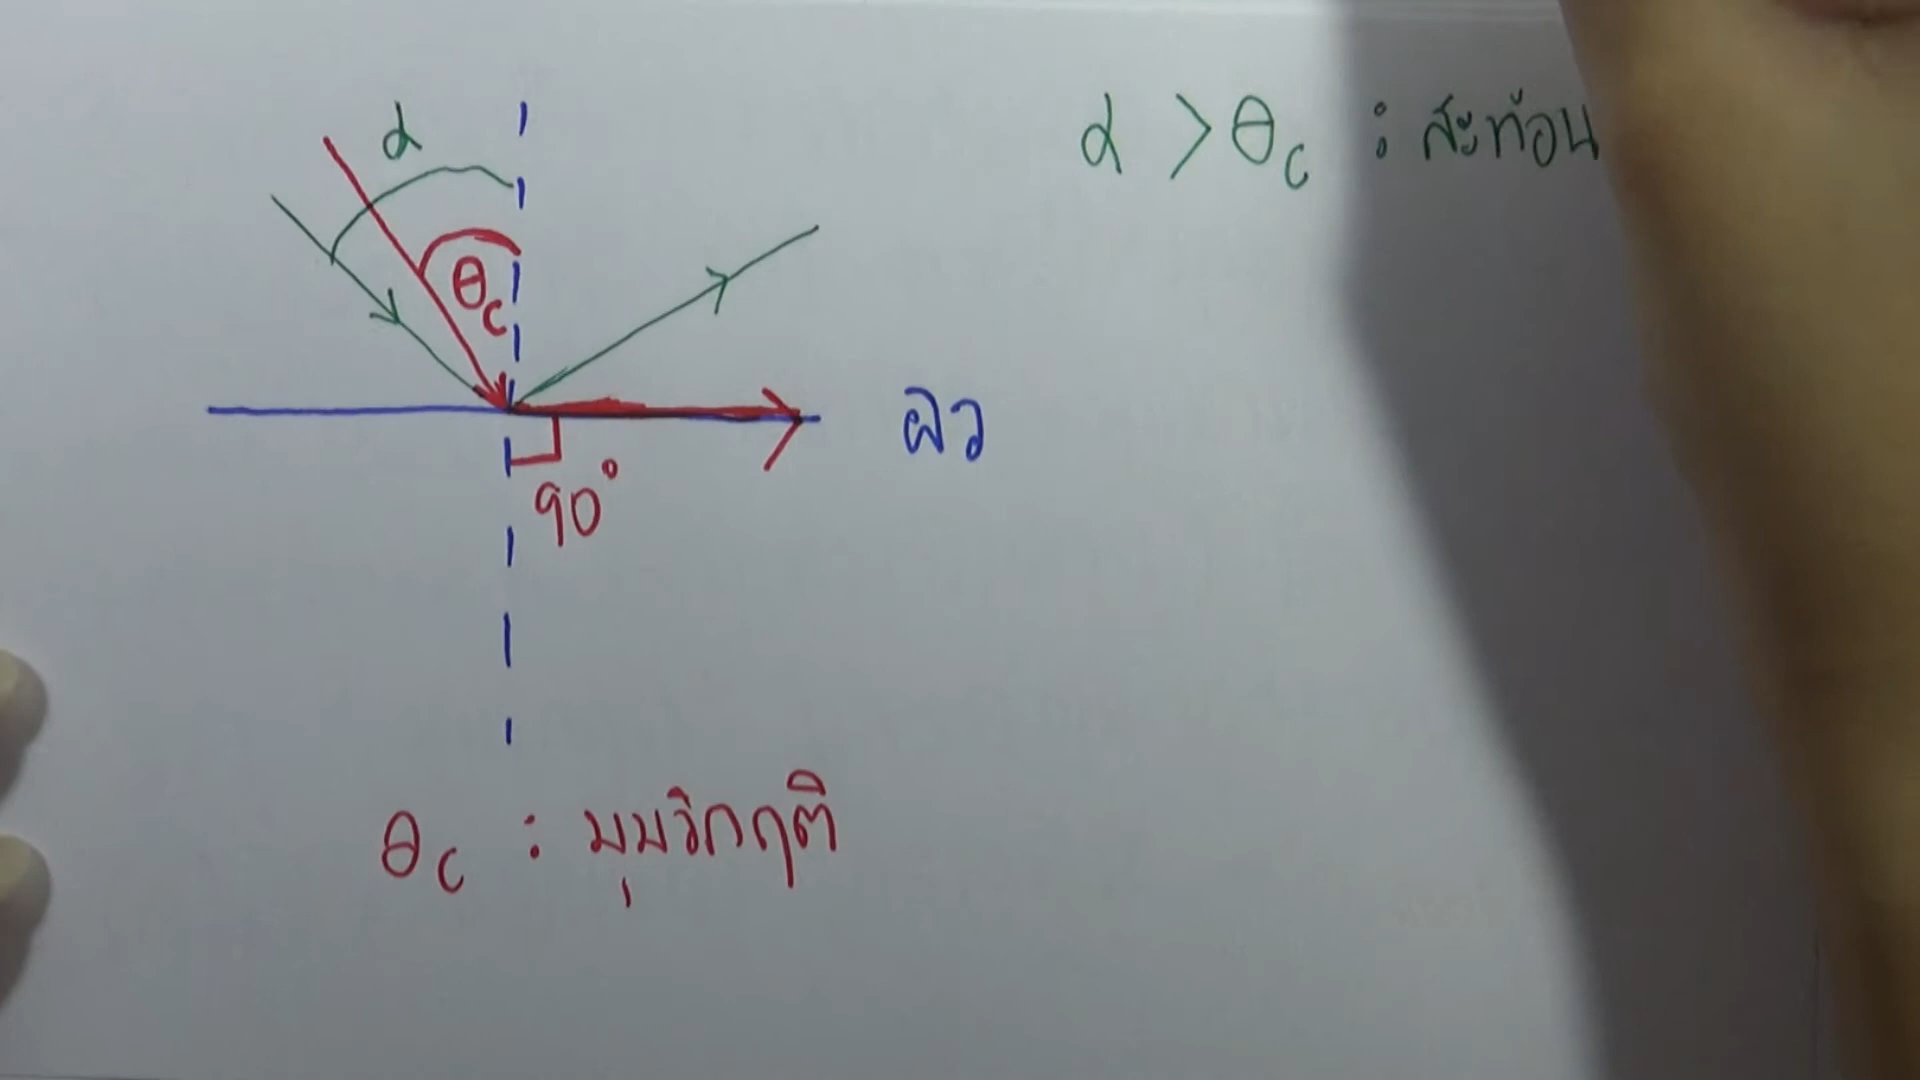 α
α > θc : สะท้อน
θc
ผิว
90°
θc : มุมวิกฤติ